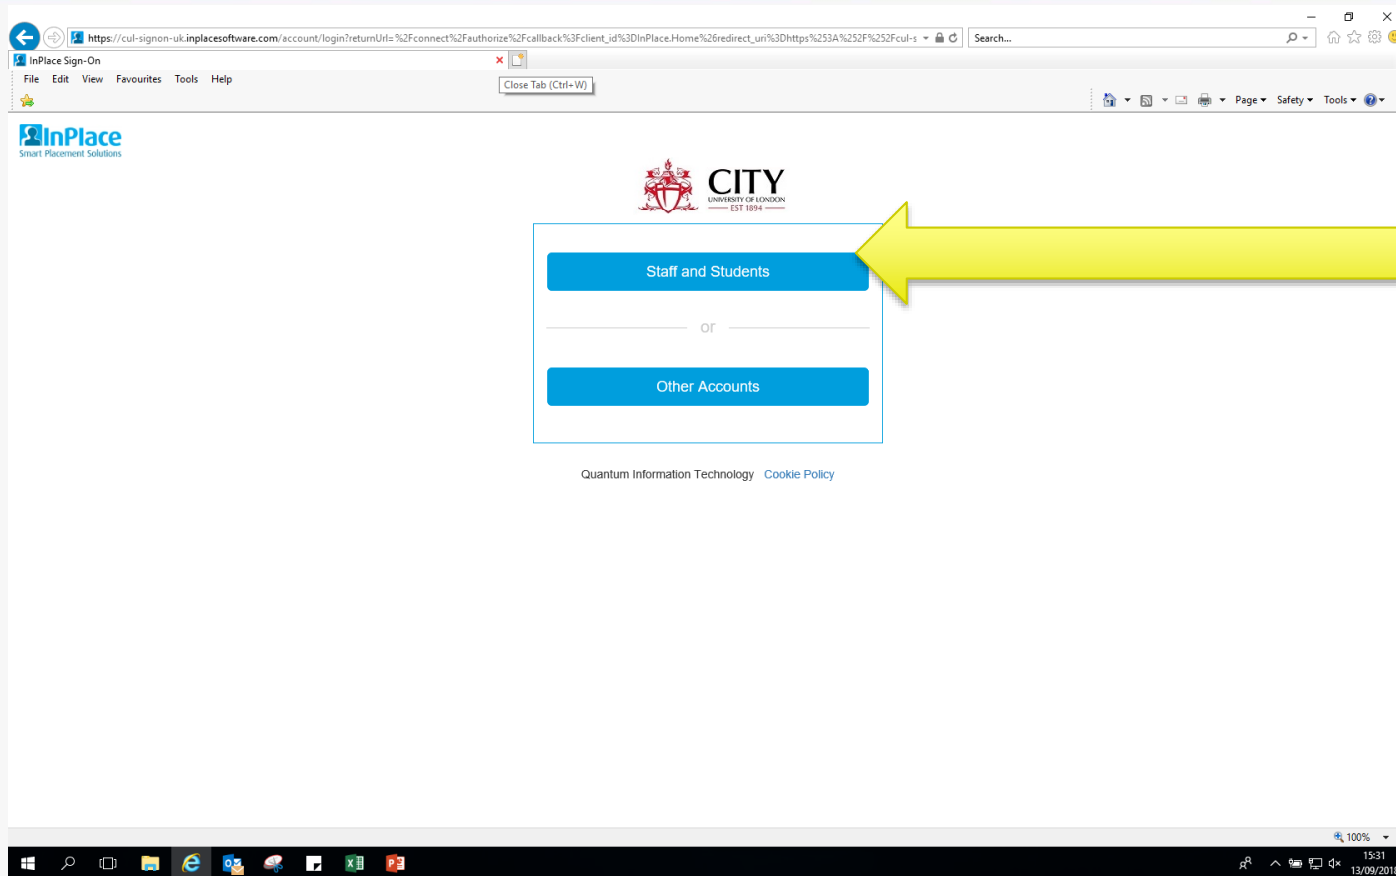 https://cul-signon-uk.inplacesoftware.com/account/login?returnUrl=%2Fconnect%2Fauthorize%2Fcallback%3Fclient_id%3DInPlace.Home%26redirect_uri%3Dhttps%253A%252F%252Fcul-s
Search...
InPlace Sign-On
File Edit View Favourites Tools Help
Close Tab (Ctrl+W)
Page Safety Tools
InPlace
Smart Placement Solutions
CITY
UNIVERSITY OF LONDON
EST 1894
Staff and Students
or
Other Accounts
Quantum Information Technology Cookie Policy
100%
15:31